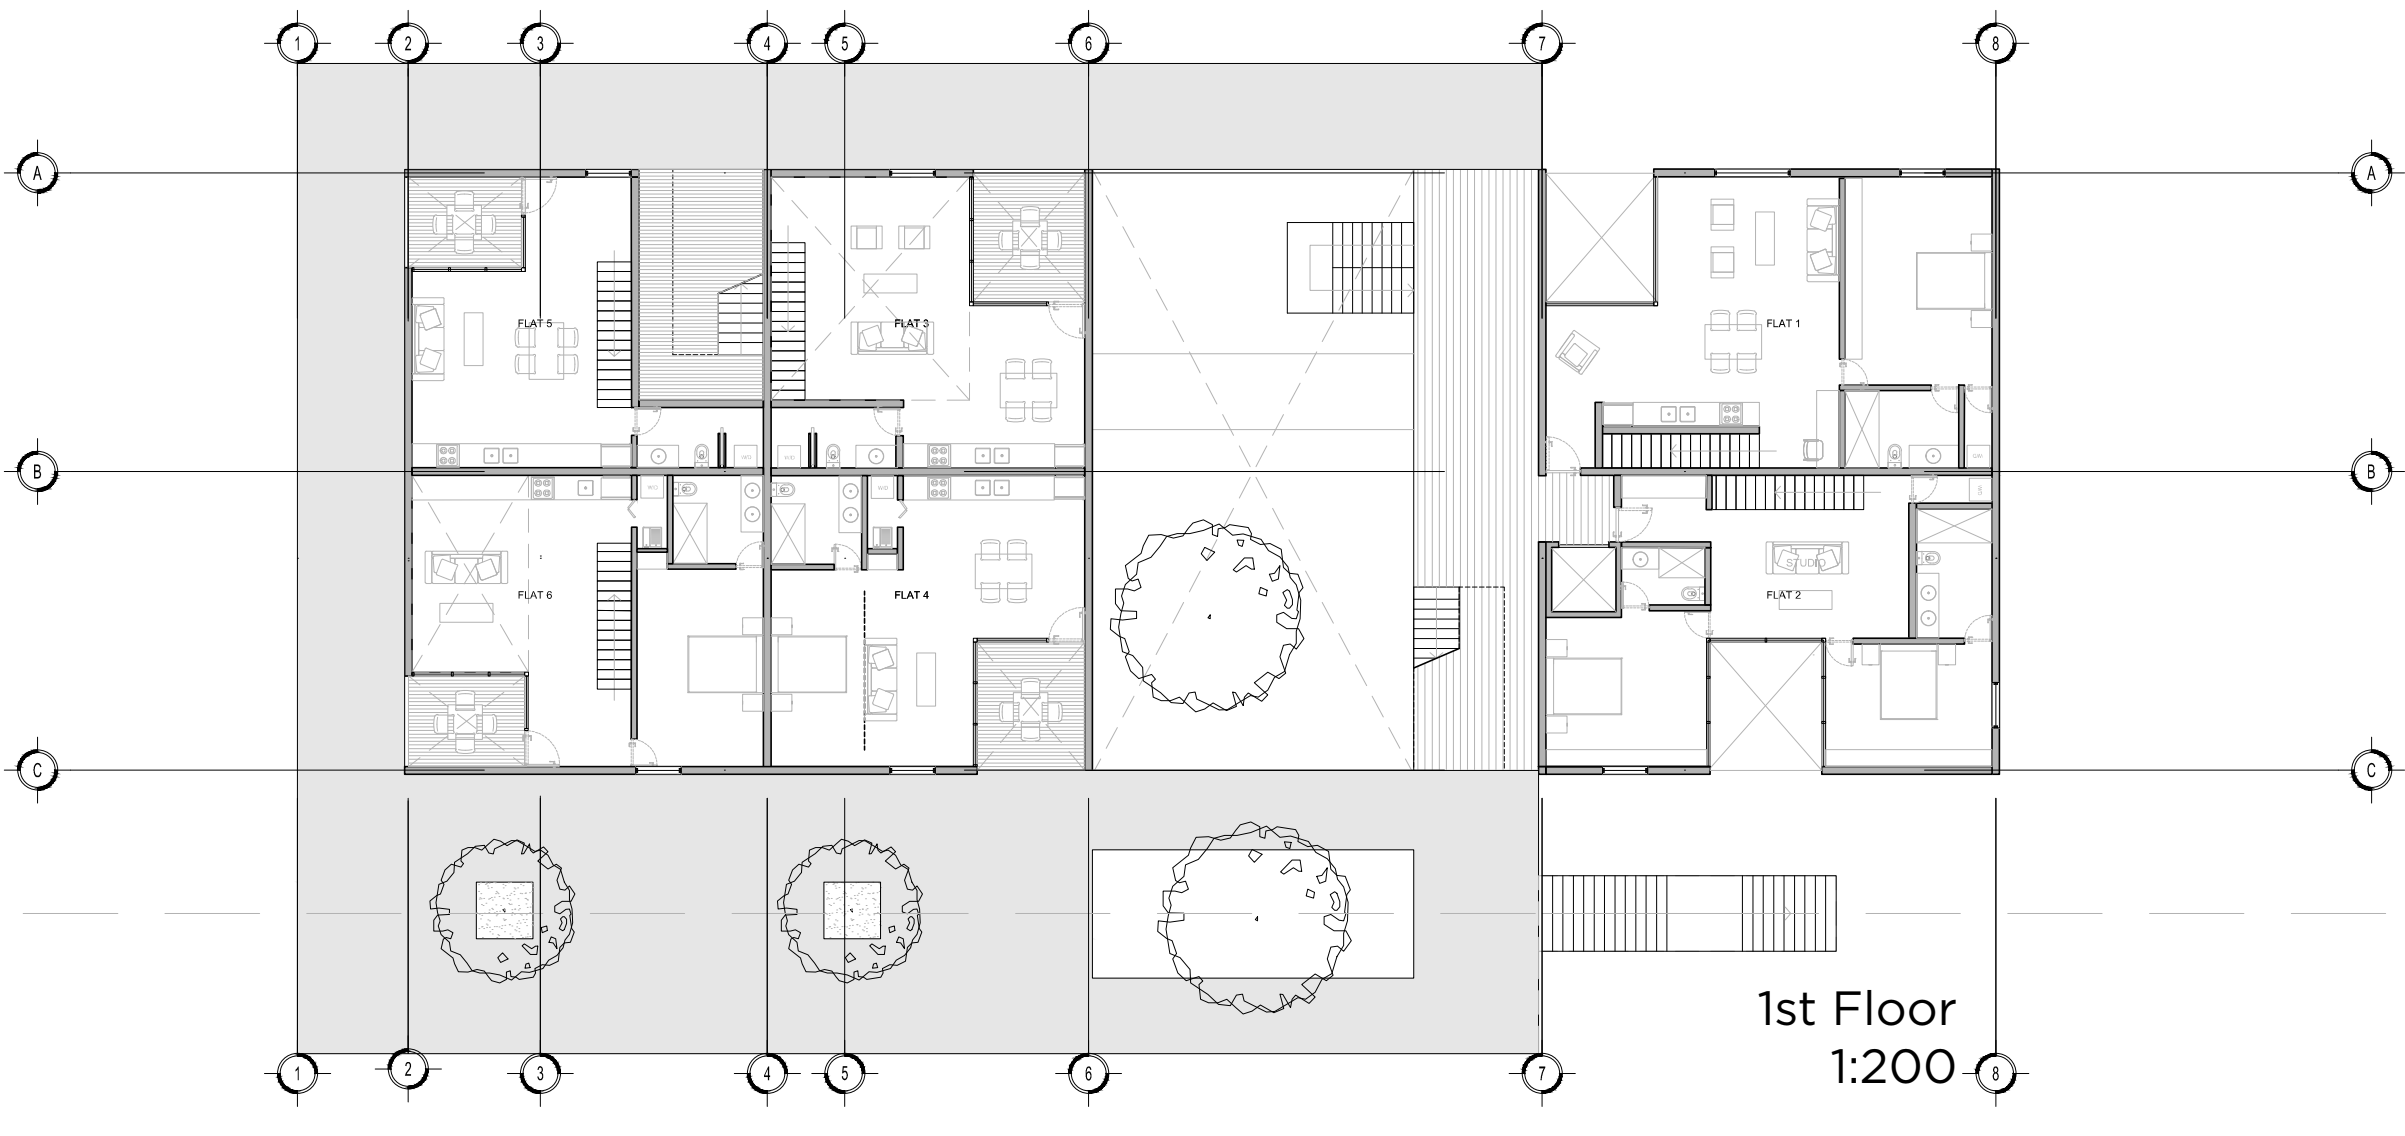 1 2 3 4 5 6 7 8
A A
FLAT 5 FLAT 3 FLAT 1
W/D W/D W/D
B B
W/D W/D W/D
STUDIO
FLAT 6 FLAT 4 FLAT 2
C C
1st Floor
1:200
1 2 3 4 5 6 7 8